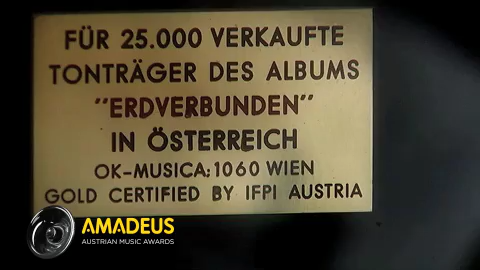 FÜR 25.000 VERKAUFTE
TONTRÄGER DES ALBUMS
"ERDVERBUNDEN"
IN ÖSTERREICH
OK-MUSICA: 1060 WIEN
GOLD CERTIFIED BY IFPI AUSTRIA
AMADEUS
AUSTRIAN MUSIC AWARDS